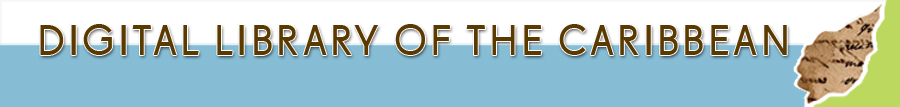 DIGITAL LIBRARY OF THE CARIBBEAN